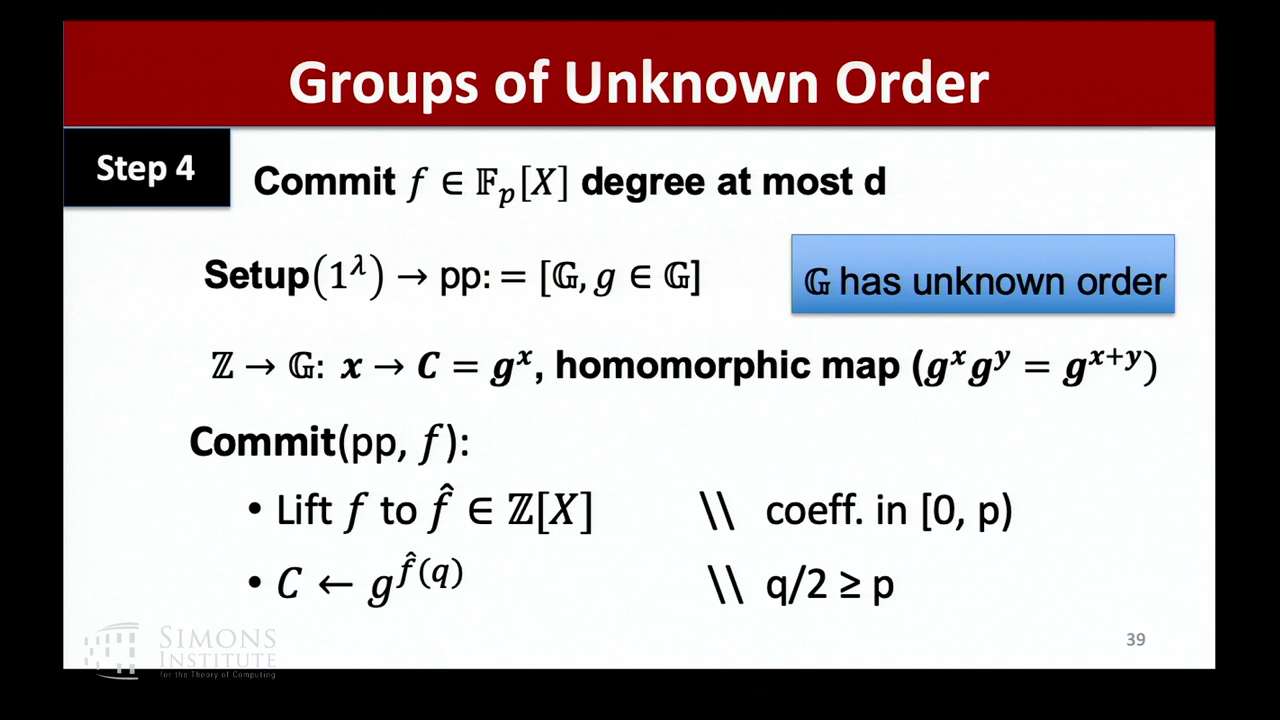 Groups of Unknown Order
Step 4
Commit 𝑓 ∈ 𝔽ₚ[𝑋] degree at most d
Setup(1^λ) → pp: = [𝔾, 𝑔 ∈ 𝔾]
𝔾 has unknown order
ℤ → 𝔾: 𝒙 → 𝑪 = 𝒈^𝒙, homomorphic map (𝒈^𝒙𝒈^𝒚 = 𝒈^{𝒙+𝒚})
Commit(pp, 𝑓):
• Lift 𝑓 to 𝑓̂ ∈ ℤ[𝑋] \\ coeff. in [0, p)
• 𝐶 ← 𝑔^{𝑓̂(𝑞)} \\ q/2 ≥ p
SIMONS
INSTITUTE
for the Theory of Computing
39